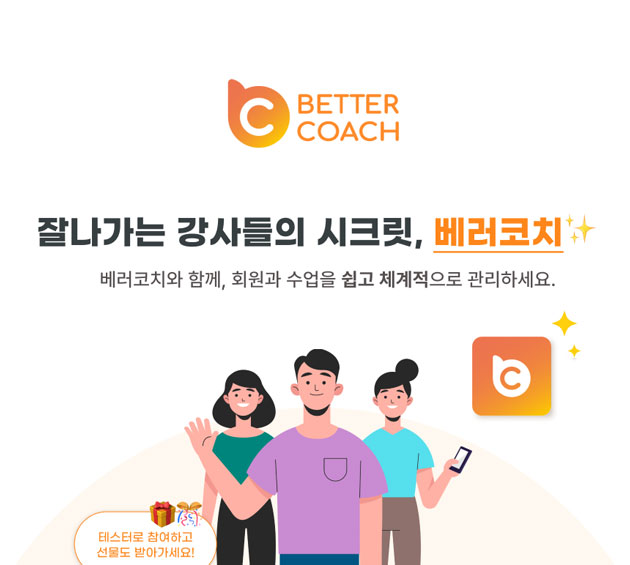 BETTER
COACH
잘나가는 강사들의 시크릿, 베러코치
베러코치와 함께, 회원과 수업을 쉽고 체계적으로 관리하세요.
테스터로 참여하고
선물도 받아가세요!